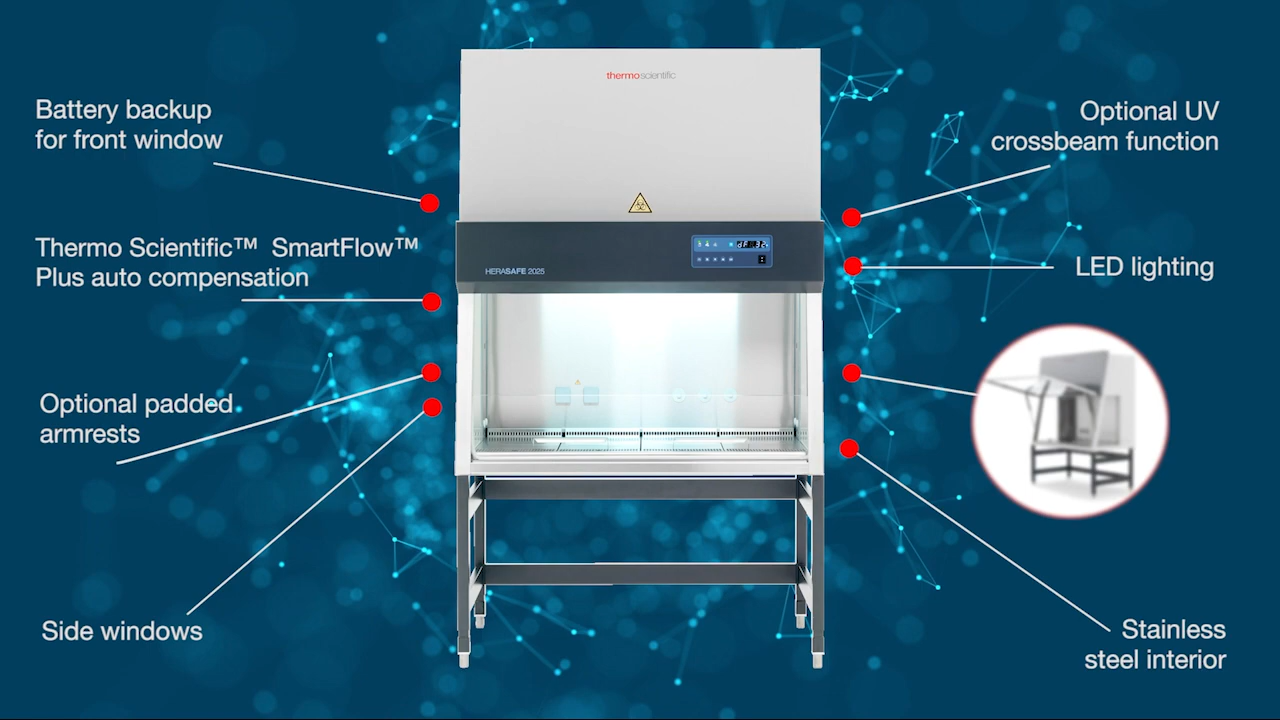 thermo scientific
Battery backup
for front window
Thermo Scientific™ SmartFlow™
Plus auto compensation
Optional padded
armrests
Side windows
HERASAFE 2025
Optional UV
crossbeam function
LED lighting
Stainless
steel interior